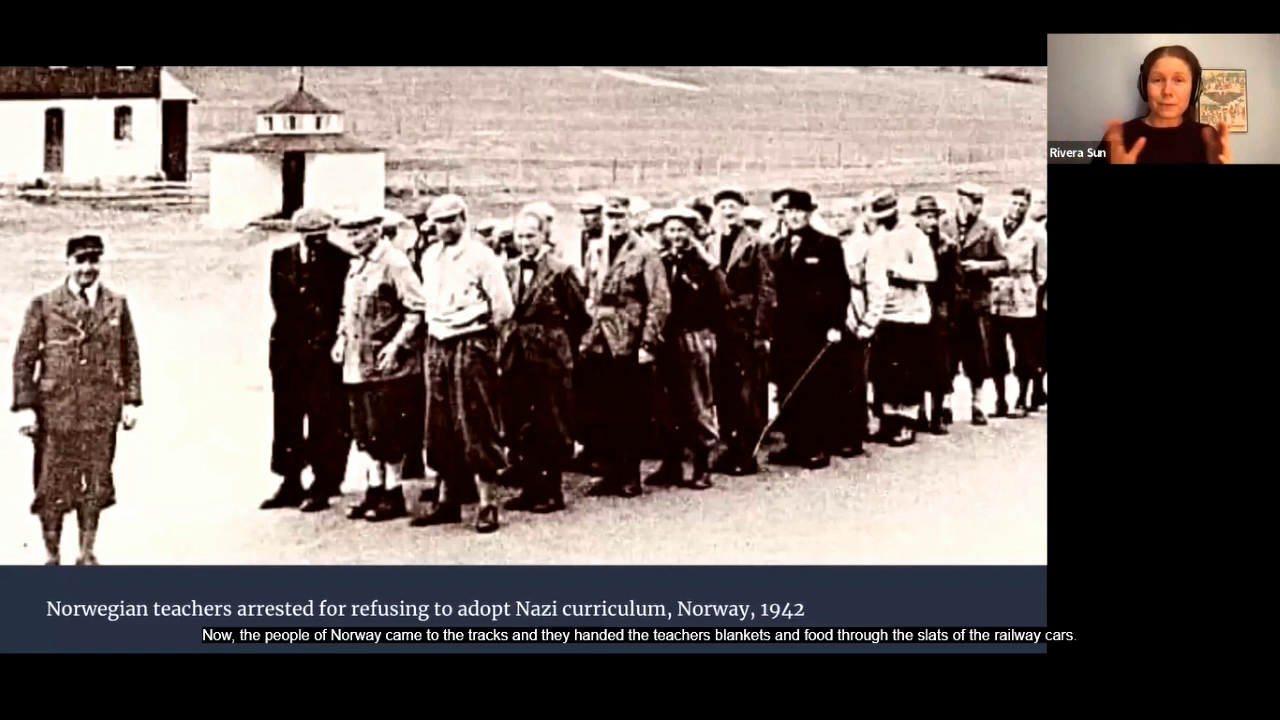 Rivera Sun
Norwegian teachers arrested for refusing to adopt Nazi curriculum, Norway, 1942
Now, the people of Norway came to the tracks and they handed the teachers blankets and food through the slats of the railway cars.